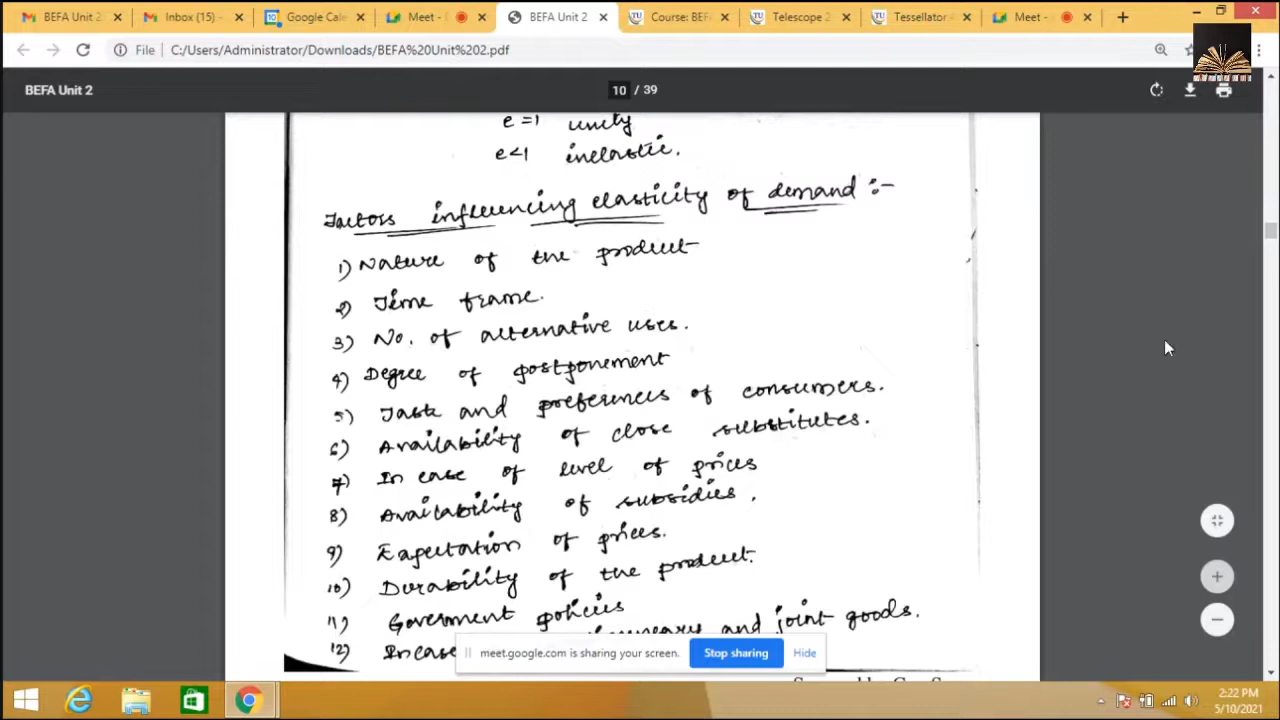 BEFA Unit 2
Inbox (15) -
Google Cale
Meet -
BEFA Unit 2
Course: BEF
Telescope 2
Tessellator
Meet -
File
C:/Users/Administrator/Downloads/BEFA%20Unit%202.pdf
BEFA Unit 2
10 / 39
e =1 unity
e<1 inelastic.
Factors influencing elasticity of demand :-
1) Nature of the product
2) Time frame.
3) No. of alternative uses.
4) Degree of postponement
5) Taste and preferences of consumers.
6) Availability of close substitutes.
7) In case of level of prices
8) Availability of subsidies.
9) Expectation of prices.
10) Durability of the product.
11) Government policies
12) Incase and joint goods.
meet.google.com is sharing your screen.
Stop sharing
Hide
2:22 PM
5/10/2021